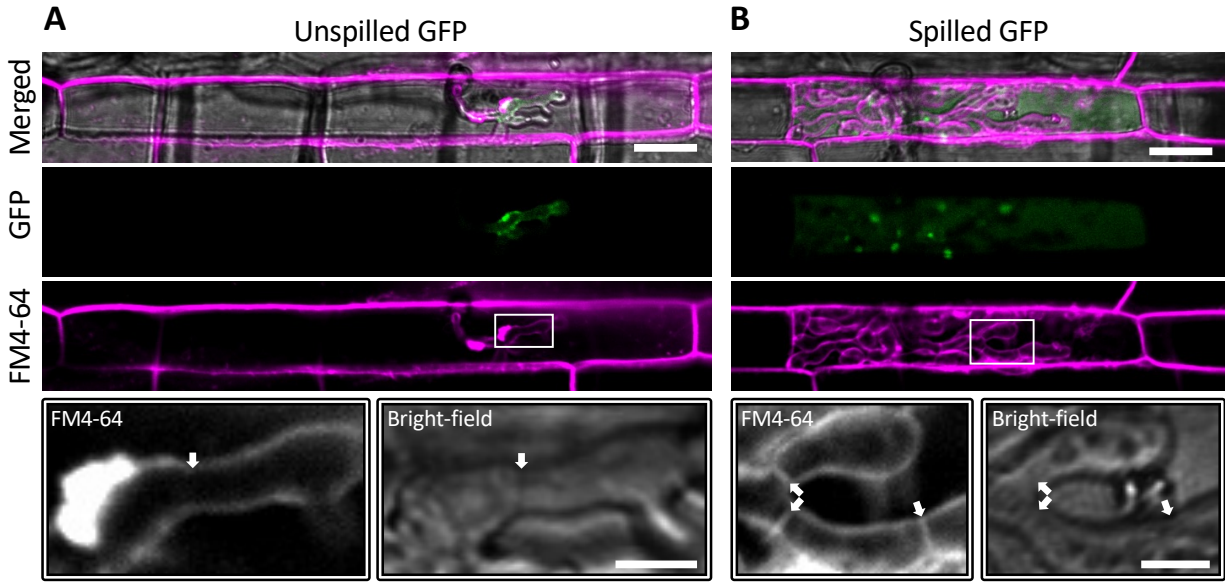 A
Unspilled GFP
B
Spilled GFP
Merged
GFP
FM4-64
FM4-64
Bright-field
FM4-64
Bright-field